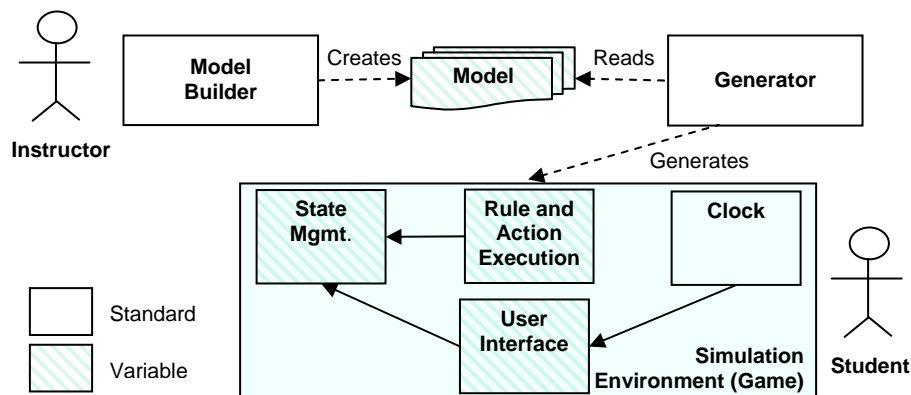 Creates
Reads
Model
Builder
Model
Generator
Instructor
Generates
State
Mgmt.
Rule and
Action
Execution
Clock
User
Interface
Standard
Variable
Simulation
Environment (Game)
Student